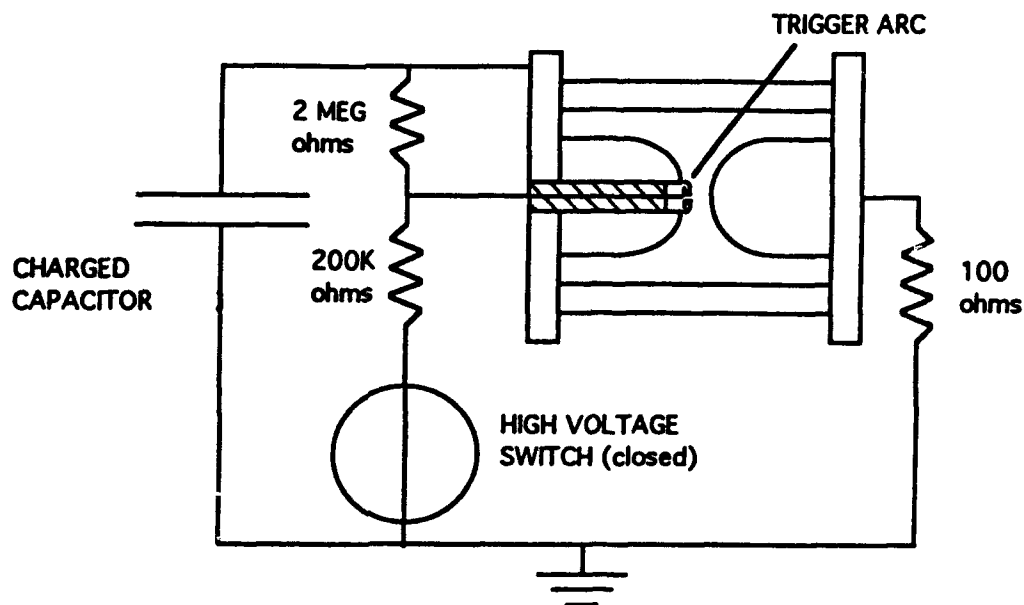 TRIGGER ARC
2 MEG
ohms
CHARGED
CAPACITOR
200K
ohms
100
ohms
HIGH VOLTAGE
SWITCH (closed)